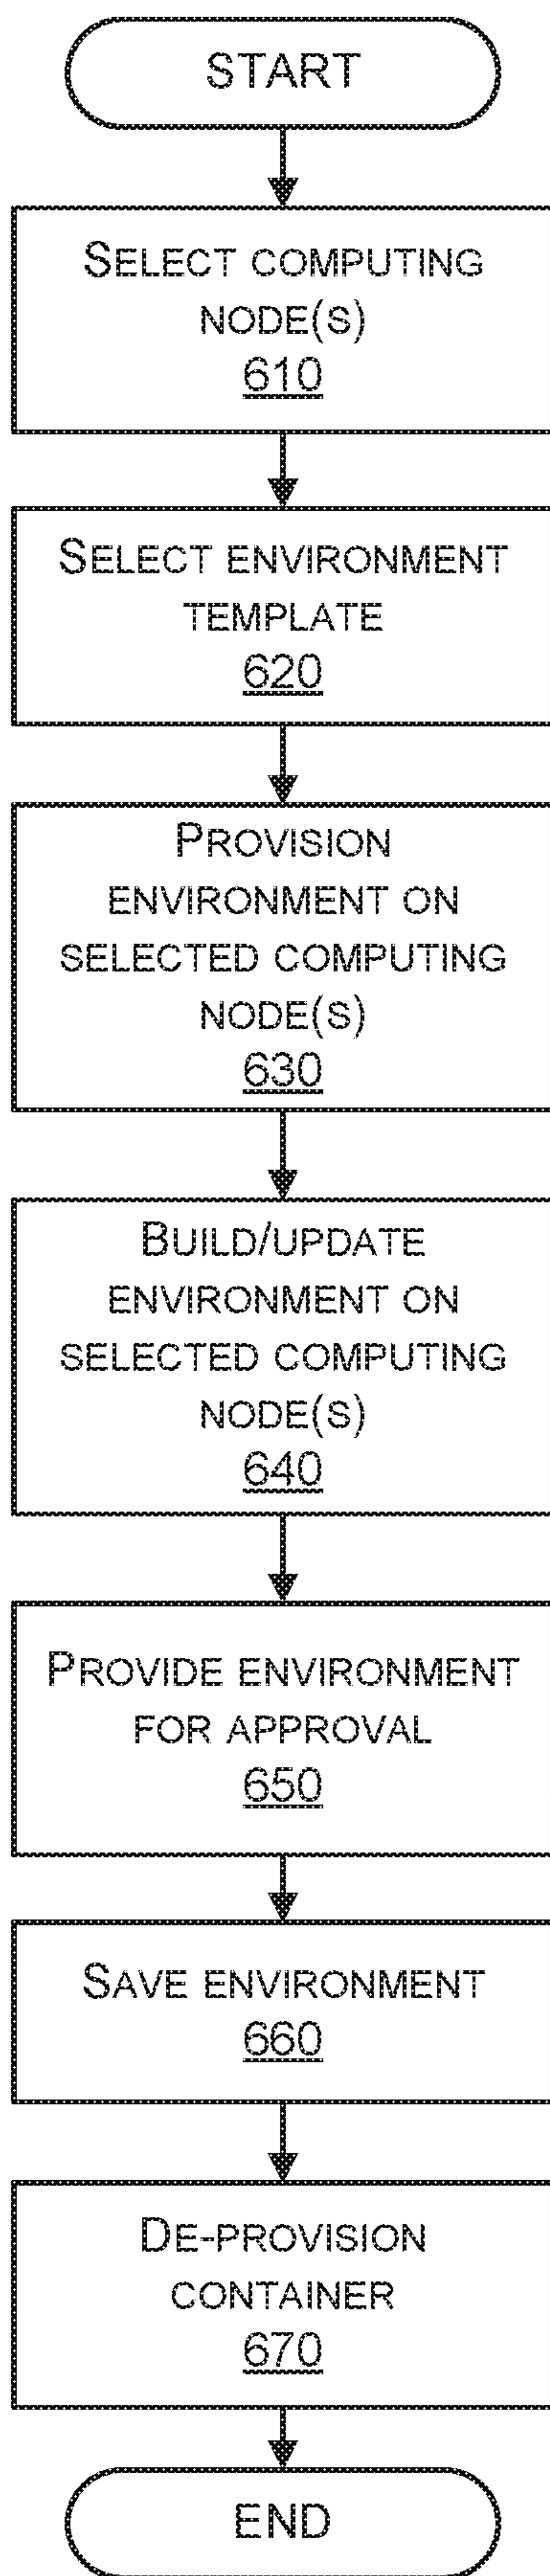 START
SELECT COMPUTING
NODE(S)
610
SELECT ENVIRONMENT
TEMPLATE
620
PROVISION
ENVIRONMENT ON
SELECTED COMPUTING
NODE(S)
630
BUILD/UPDATE
ENVIRONMENT ON
SELECTED COMPUTING
NODE(S)
640
PROVIDE ENVIRONMENT
FOR APPROVAL
650
SAVE ENVIRONMENT
660
DE-PROVISION
CONTAINER
670
END